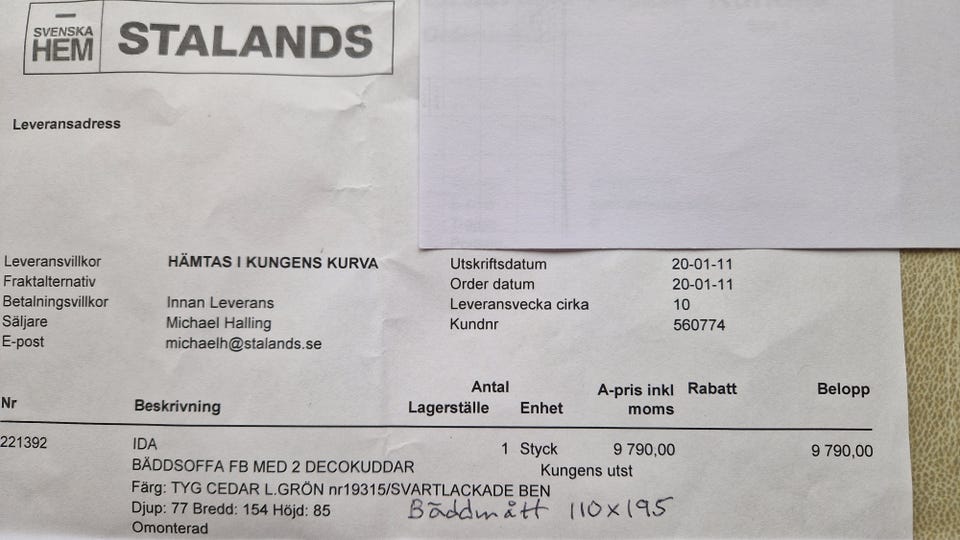 SVENSKA HEM STALANDS
Leveransadress
Leveransvillkor HÄMTAS I KUNGENS KURVA Utskriftsdatum 20-01-11
Fraktalternativ Order datum 20-01-11
Betalningsvillkor Innan Leverans Leveransvecka cirka 10
Säljare Michael Halling Kundnr 560774
E-post michaelh@stalands.se
Nr Beskrivning Antal Lagerställe Enhet A-pris inkl moms Rabatt Belopp
221392 IDA 1 Styck 9 790,00 9 790,00
BÄDDSOFFA FB MED 2 DECOKUDDAR Kungens utst
Färg: TYG CEDAR L.GRÖN nr19315/SVARTLACKADE BEN
Djup: 77 Bredd: 154 Höjd: 85 Bäddmått 110x195
Omonterad